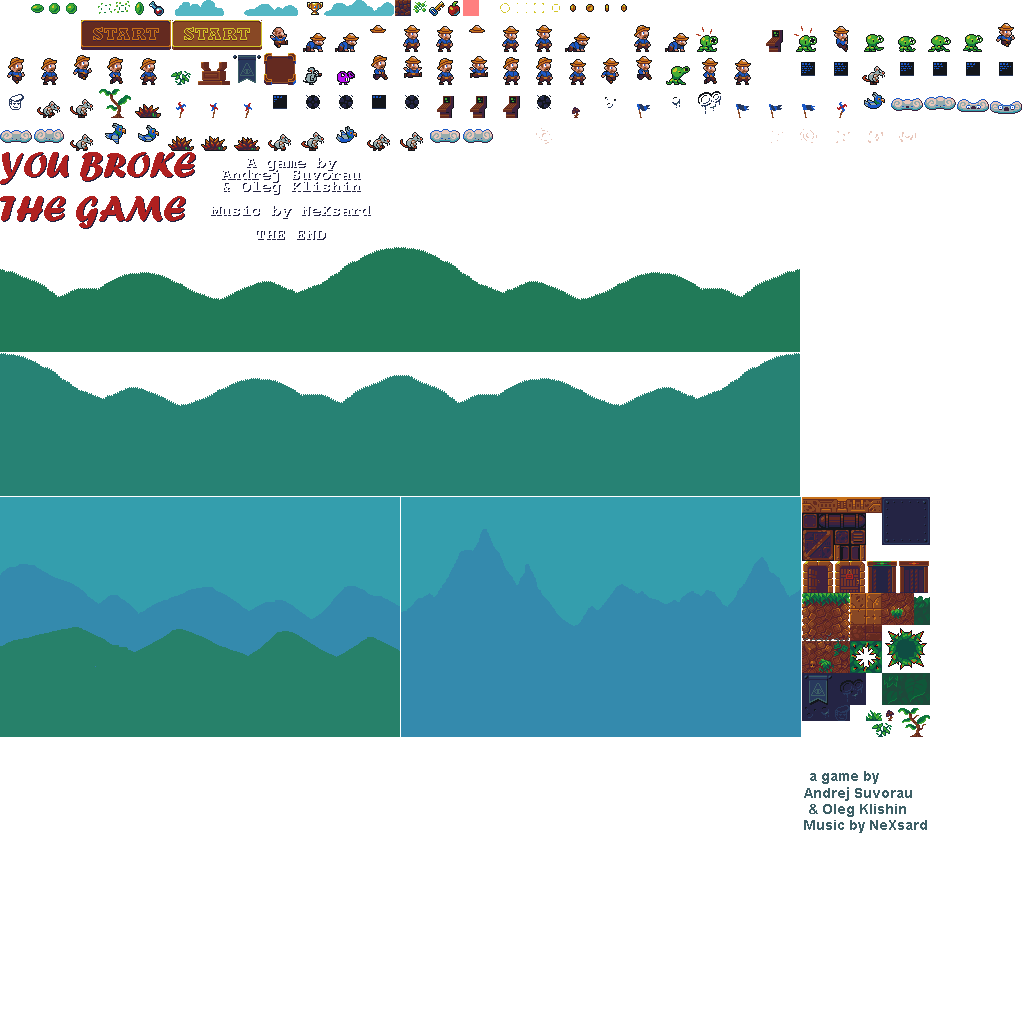 START START
YOU BROKE
THE GAME
A game by
Andrej Suvorau
& Oleg Klishin
Music by NeXsard
THE END
a game by
Andrej Suvorau
& Oleg Klishin
Music by NeXsard